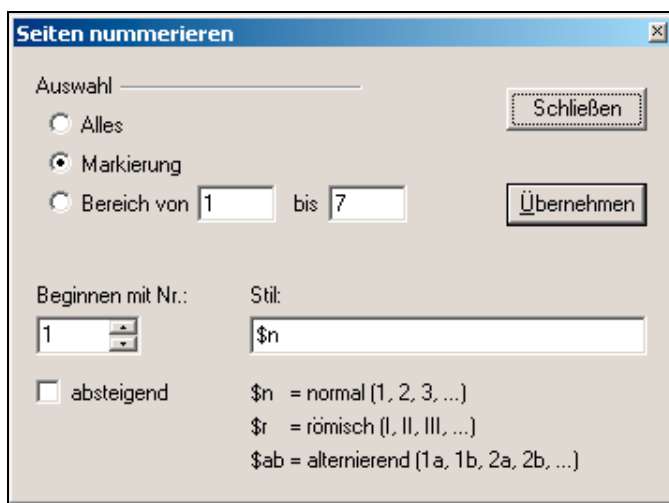 Seiten nummerieren
Auswahl
Schließen
Alles
Markierung
Bereich von 1 bis 7
Übernehmen
Beginnen mit Nr.: Stil:
1 $n
absteigend $n = normal (1, 2, 3, ...)
$r = römisch (I, II, III, ...)
$ab = alternierend (1a, 1b, 2a, 2b, ...)